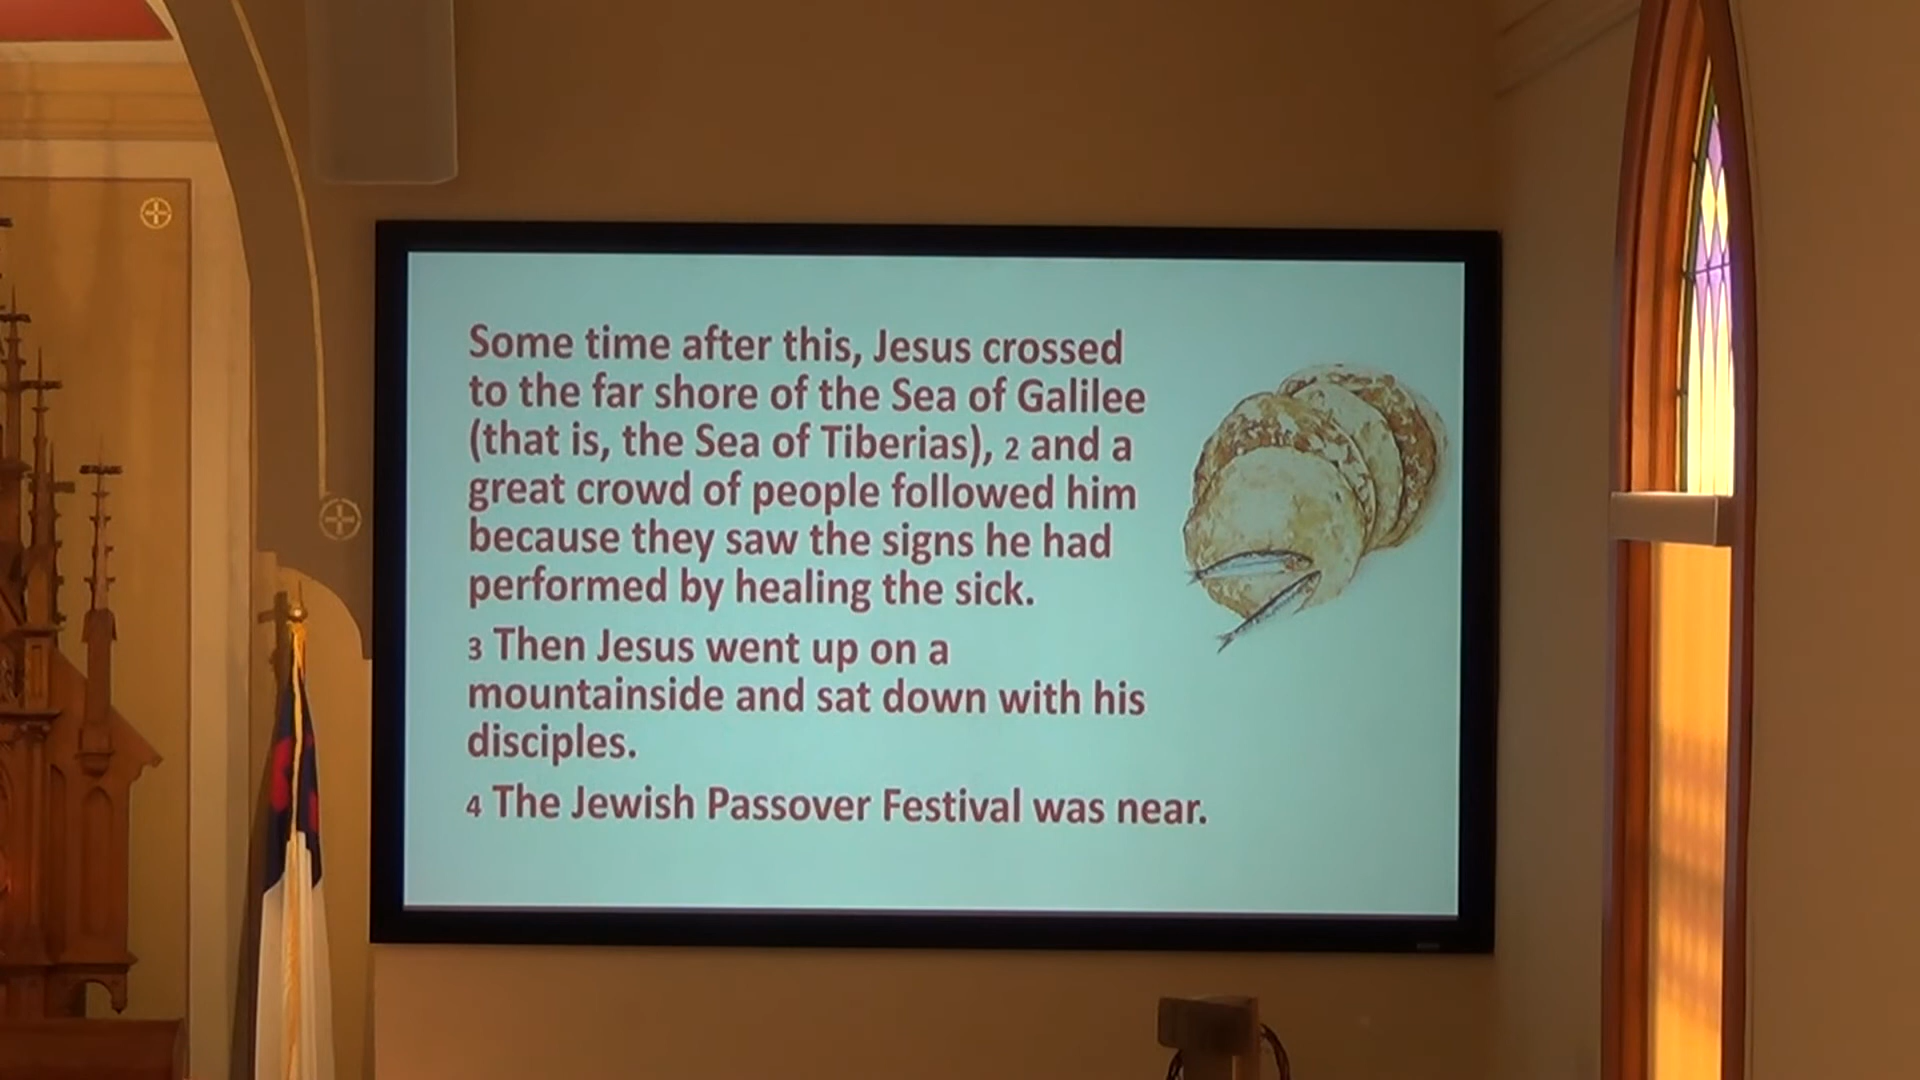 Some time after this, Jesus crossed
to the far shore of the Sea of Galilee
(that is, the Sea of Tiberias), 2 and a
great crowd of people followed him
because they saw the signs he had
performed by healing the sick.
3 Then Jesus went up on a
mountainside and sat down with his
disciples.
4 The Jewish Passover Festival was near.